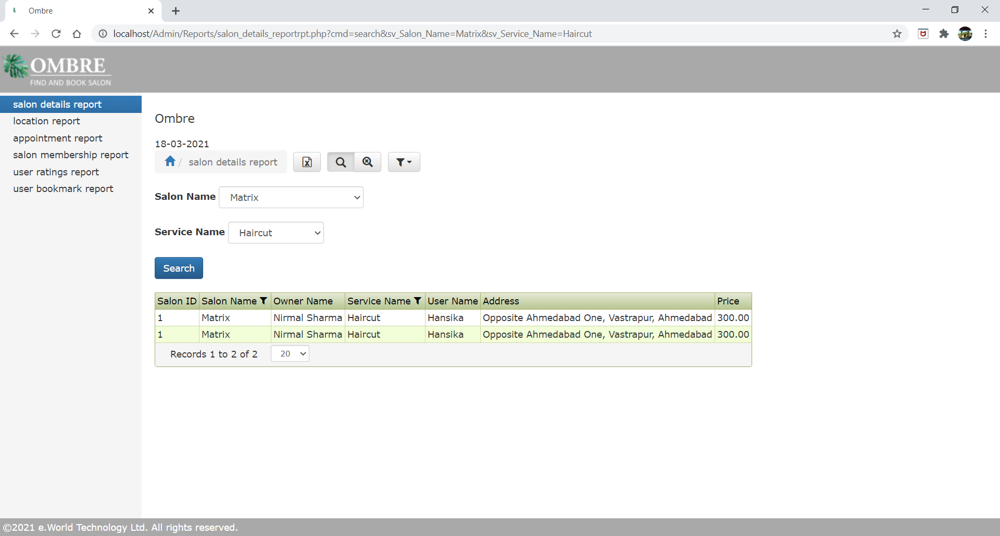 Ombre
localhost/Admin/Reports/salon_details_reportrpt.php?cmd=search&sv_Salon_Name=Matrix&sv_Service_Name=Haircut
OMBRE
FIND AND BOOK SALON
salon details report
location report
appointment report
salon membership report
user ratings report
user bookmark report
Ombre
18-03-2021
/ salon details report
Salon Name Matrix
Service Name Haircut
Search
Salon ID Salon Name Owner Name Service Name User Name Address Price
1 Matrix Nirmal Sharma Haircut Hansika Opposite Ahmedabad One, Vastrapur, Ahmedabad 300.00
1 Matrix Nirmal Sharma Haircut Hansika Opposite Ahmedabad One, Vastrapur, Ahmedabad 300.00
Records 1 to 2 of 2 20
©2021 e.World Technology Ltd. All rights reserved.